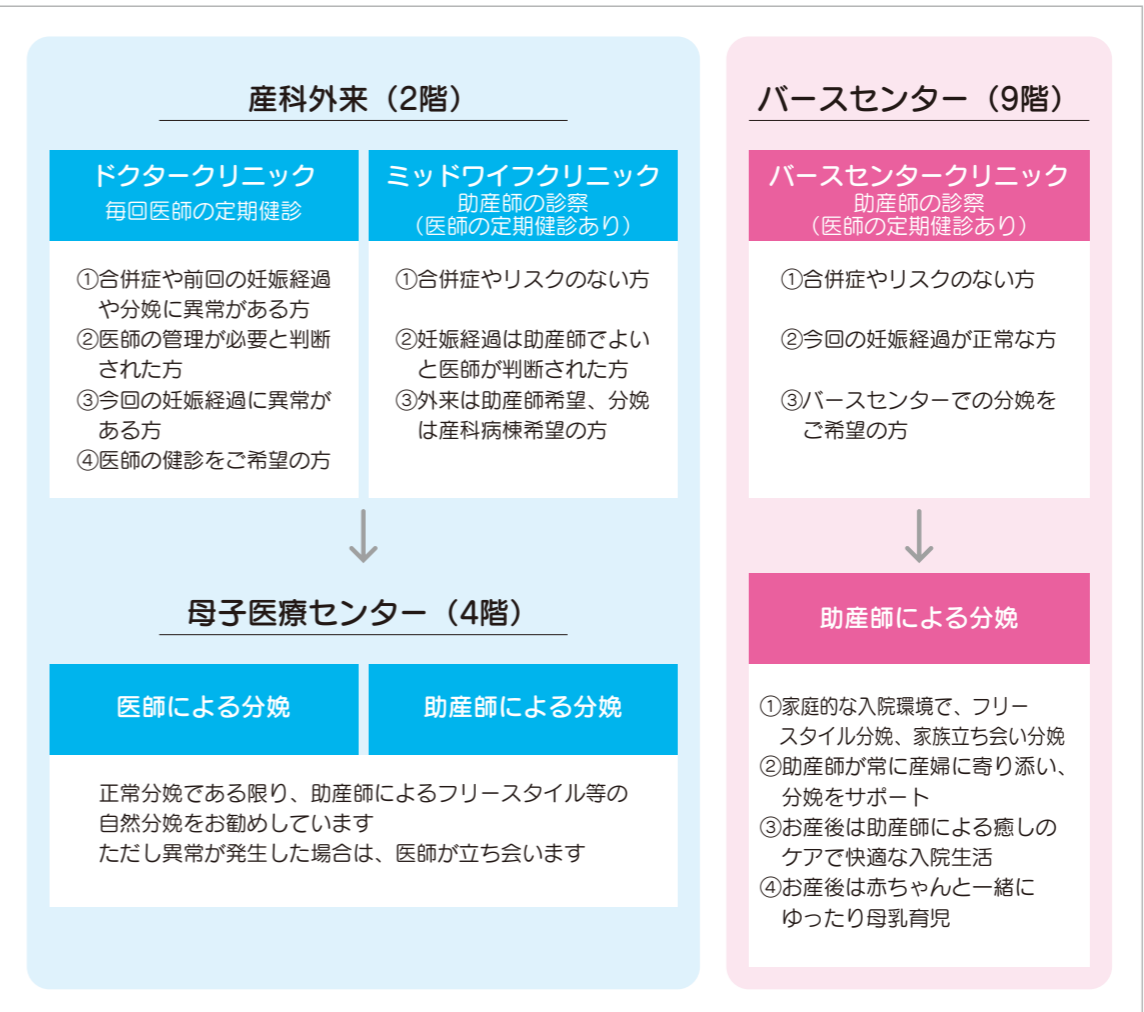 産科外来（2階）
ドクタークリニック
毎回医師の定期健診
①合併症や前回の妊娠経過
や分娩に異常がある方
②医師の管理が必要と判断
された方
③今回の妊娠経過に異常が
ある方
④医師の健診をご希望の方
ミッドワイフクリニック
助産師の診察
（医師の定期健診あり）
①合併症やリスクのない方
②妊娠経過は助産師でよい
と医師が判断された方
③外来は助産師希望、分娩
は産科病棟希望の方
↓
母子医療センター（4階）
医師による分娩
助産師による分娩
正常分娩である限り、助産師によるフリースタイル等の
自然分娩をお勧めしています
ただし異常が発生した場合は、医師が立ち会います
バースセンター（9階）
バースセンタークリニック
助産師の診察
（医師の定期健診あり）
①合併症やリスクのない方
②今回の妊娠経過が正常な方
③バースセンターでの分娩を
ご希望の方
↓
助産師による分娩
①家庭的な入院環境で、フリー
スタイル分娩、家族立ち会い分娩
②助産師が常に産婦に寄り添い、
分娩をサポート
③お産後は助産師による癒しの
ケアで快適な入院生活
④お産後は赤ちゃんと一緒に
ゆったり母乳育児